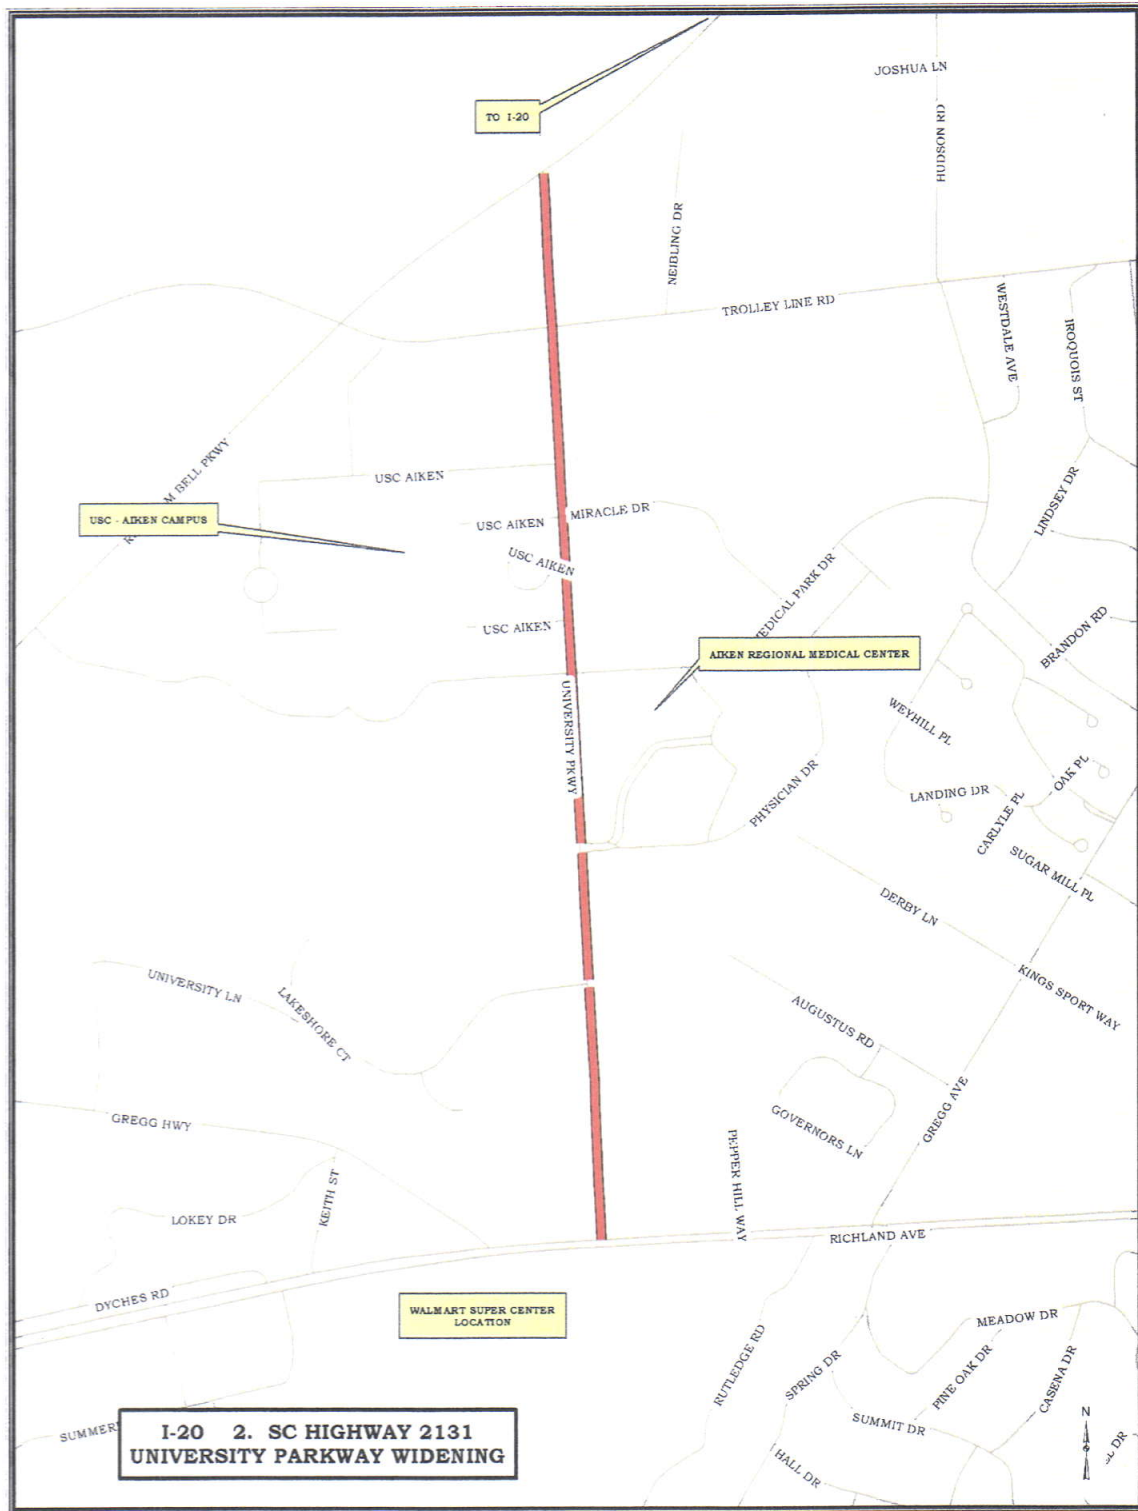 JOSHUA LN
TO I-20
HUDSON RD
NEIBLING DR
TROLLEY LINE RD
WESTDALE AVE
IROQUOIS ST
M BELL PKWY
USC AIKEN
LINDSEY DR
USC - AIKEN CAMPUS
USC AIKEN
MIRACLE DR
USC AIKEN
MEDICAL PARK DR
USC AIKEN
BRANDON RD
AIKEN REGIONAL MEDICAL CENTER
UNIVERSITY PKWY
WEYHILL PL
OAK PL
LANDING DR
PHYSICIAN DR
CARLYLE PL
SUGAR MILL PL
DERBY LN
UNIVERSITY LN
LAKESHORE CT
KINGS SPORT WAY
AUGUSTUS RD
GREGG AVE
GREGG HWY
GOVERNORS LN
PEPPER HILL WAY
KEITH ST
LOKEY DR
RICHLAND AVE
DYCHES RD
WALMART SUPER CENTER
LOCATION
MEADOW DR
RUTLEDGE RD
SPRING DR
PINE OAK DR
CASENA DR
SUMMIT DR
N
HALL DR
I-20 2. SC HIGHWAY 2131
UNIVERSITY PARKWAY WIDENING